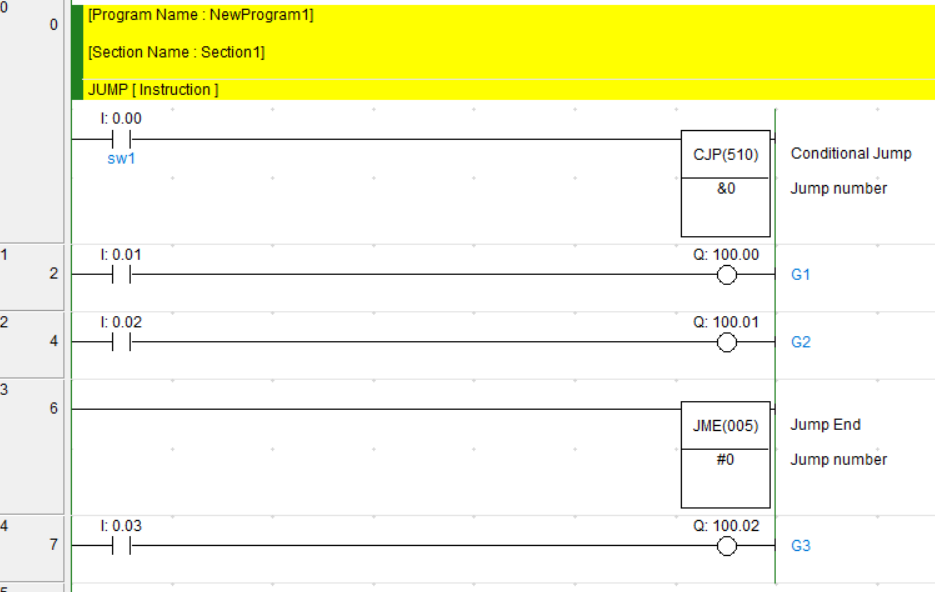 0
0
[Program Name : NewProgram1]
[Section Name : Section1]
JUMP [ Instruction ]
I: 0.00
sw1
CJP(510)
Conditional Jump
&0
Jump number
1
2
I: 0.01
Q: 100.00
G1
2
4
I: 0.02
Q: 100.01
G2
3
6
JME(005)
Jump End
#0
Jump number
4
7
I: 0.03
Q: 100.02
G3